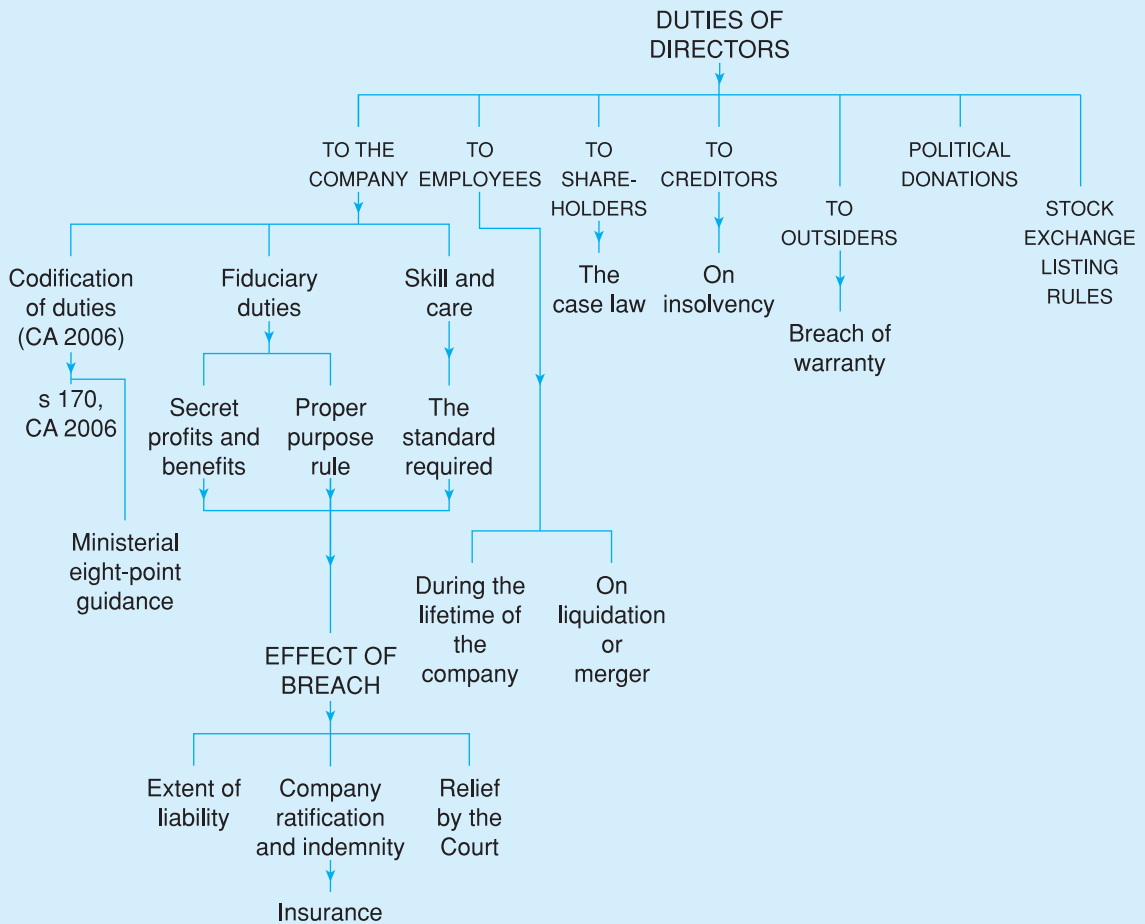 DUTIES OF
DIRECTORS
TO THE
COMPANY
TO
EMPLOYEES
TO
SHARE-
HOLDERS
TO
CREDITORS
TO
OUTSIDERS
POLITICAL
DONATIONS
STOCK
EXCHANGE
LISTING
RULES
Codification
of duties
(CA 2006)
Fiduciary
duties
Skill and
care
The
case law
On
insolvency
Breach of
warranty
s 170,
CA 2006
Secret
profits and
benefits
Proper
purpose
rule
The
standard
required
Ministerial
eight-point
guidance
During the
lifetime of
the
company
On
liquidation
or
merger
EFFECT OF
BREACH
Extent of
liability
Company
ratification
and indemnity
Relief
by the
Court
Insurance